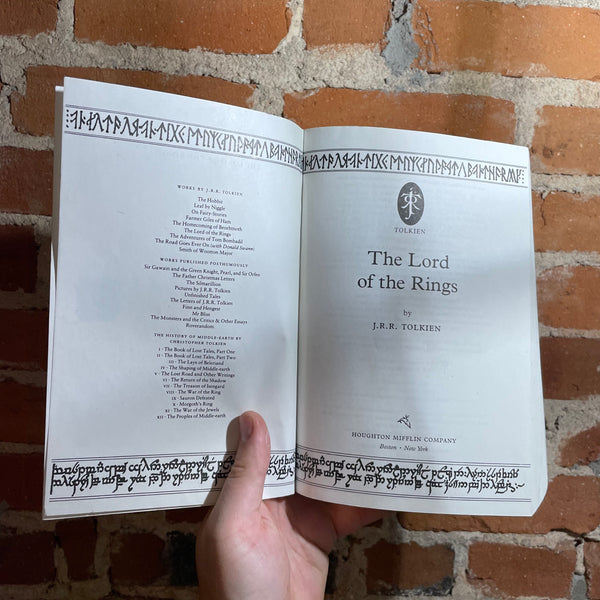 WORKS BY J.R.R. TOLKIEN
The Hobbit
Leaf by Niggle
On Fairy-Stories
Farmer Giles of Ham
The Homecoming of Beorhtnoth
The Lord of the Rings
The Adventures of Tom Bombadil
The Road Goes Ever On (with Donald Swann)
Smith of Wootton Major
WORKS PUBLISHED POSTHUMOUSLY
Sir Gawain and the Green Knight, Pearl, and Sir Orfeo
The Father Christmas Letters
The Silmarillion
Pictures by J.R.R. Tolkien
Unfinished Tales
The Letters of J.R.R. Tolkien
Finn and Hengest
Mr Bliss
The Monsters and the Critics & Other Essays
Roverandom
THE HISTORY OF MIDDLE-EARTH BY
CHRISTOPHER TOLKIEN
I · The Book of Lost Tales, Part One
II · The Book of Lost Tales, Part Two
III · The Lays of Beleriand
IV · The Shaping of Middle-earth
V · The Lost Road and Other Writings
VI · The Return of the Shadow
VII · The Treason of Isengard
VIII · The War of the Ring
IX · Sauron Defeated
X · Morgoth's Ring
XI · The War of the Jewels
XII · The Peoples of Middle-earth
TOLKIEN
The Lord
of the Rings
by
J.R.R. TOLKIEN
HOUGHTON MIFFLIN COMPANY
Boston · New York